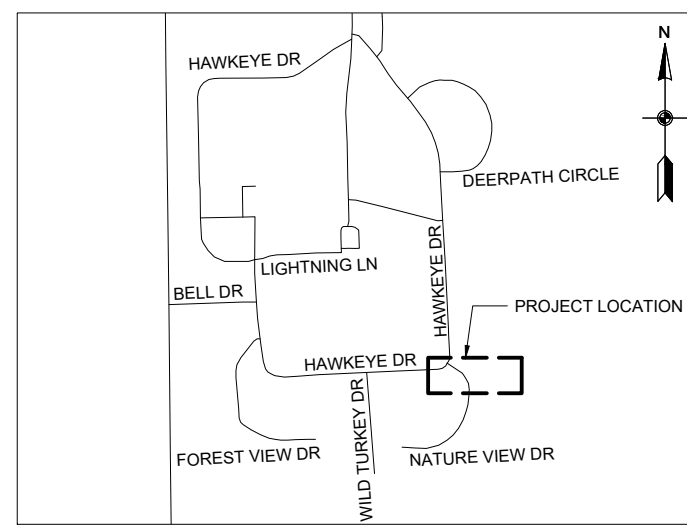 HAWKEYE DR
N
DEERPATH CIRCLE
LIGHTNING LN
HAWKEYE DR
BELL DR
PROJECT LOCATION
HAWKEYE DR
WILD TURKEY DR
FOREST VIEW DR
NATURE VIEW DR